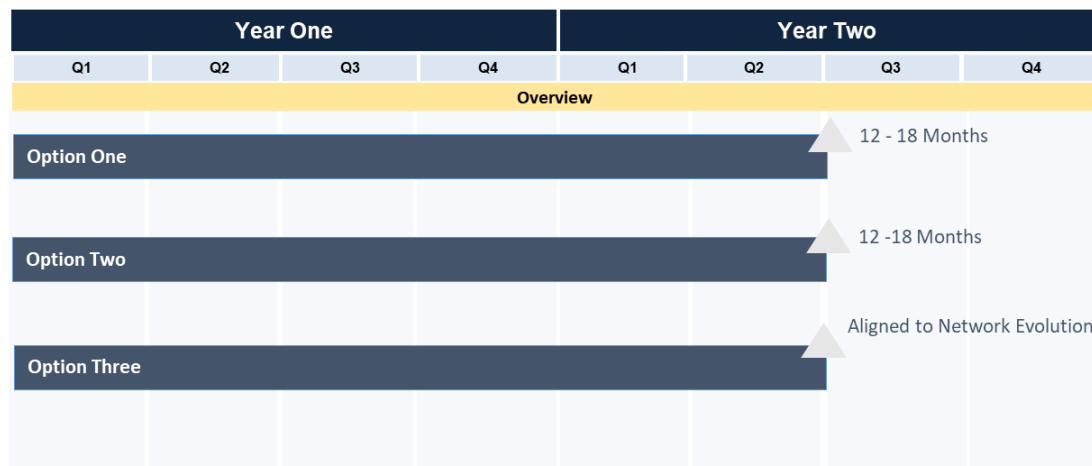 Year One Year Two
Q1 Q2 Q3 Q4 Q1 Q2 Q3 Q4
Overview
Option One
12 - 18 Months
Option Two
12 -18 Months
Option Three
Aligned to Network Evolution